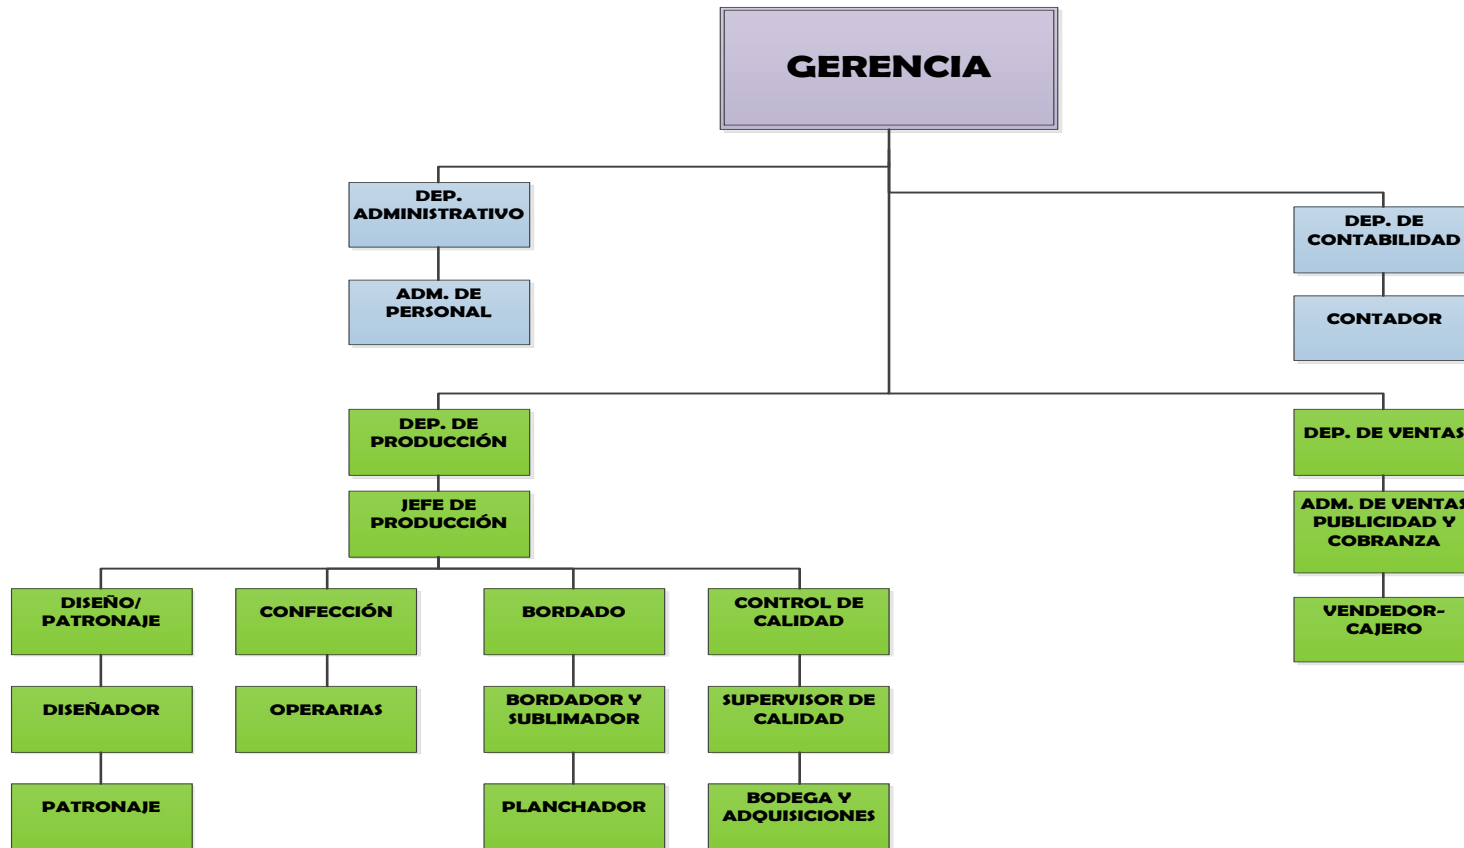 GERENCIA
DEP.
ADMINISTRATIVO
DEP. DE
CONTABILIDAD
ADM. DE
PERSONAL
CONTADOR
DEP. DE
PRODUCCIÓN
DEP. DE VENTAS
JEFE DE
PRODUCCIÓN
ADM. DE VENTAS
PUBLICIDAD Y
COBRANZA
DISEÑO/
PATRONAJE
CONFECCIÓN
BORDADO
CONTROL DE
CALIDAD
VENDEDOR-
CAJERO
DISEÑADOR
OPERARIAS
BORDADOR Y
SUBLIMADOR
SUPERVISOR DE
CALIDAD
PATRONAJE
PLANCHADOR
BODEGA Y
ADQUISICIONES